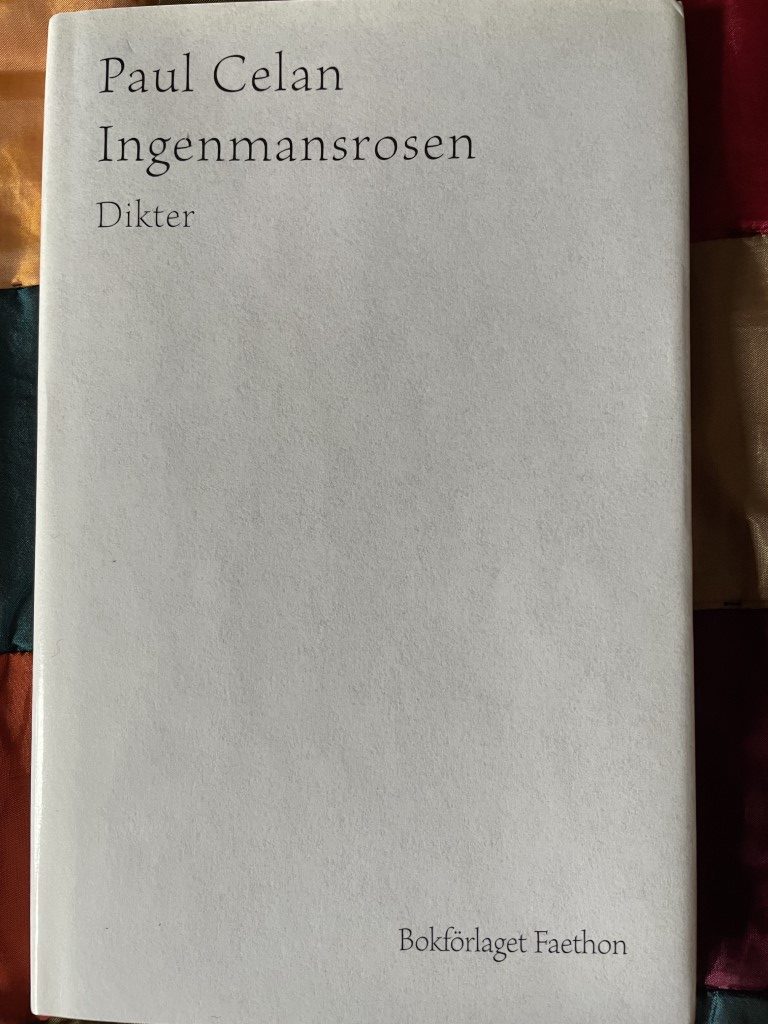 Paul Celan
Ingenmansrosen
Dikter
Bokförlaget Faethon